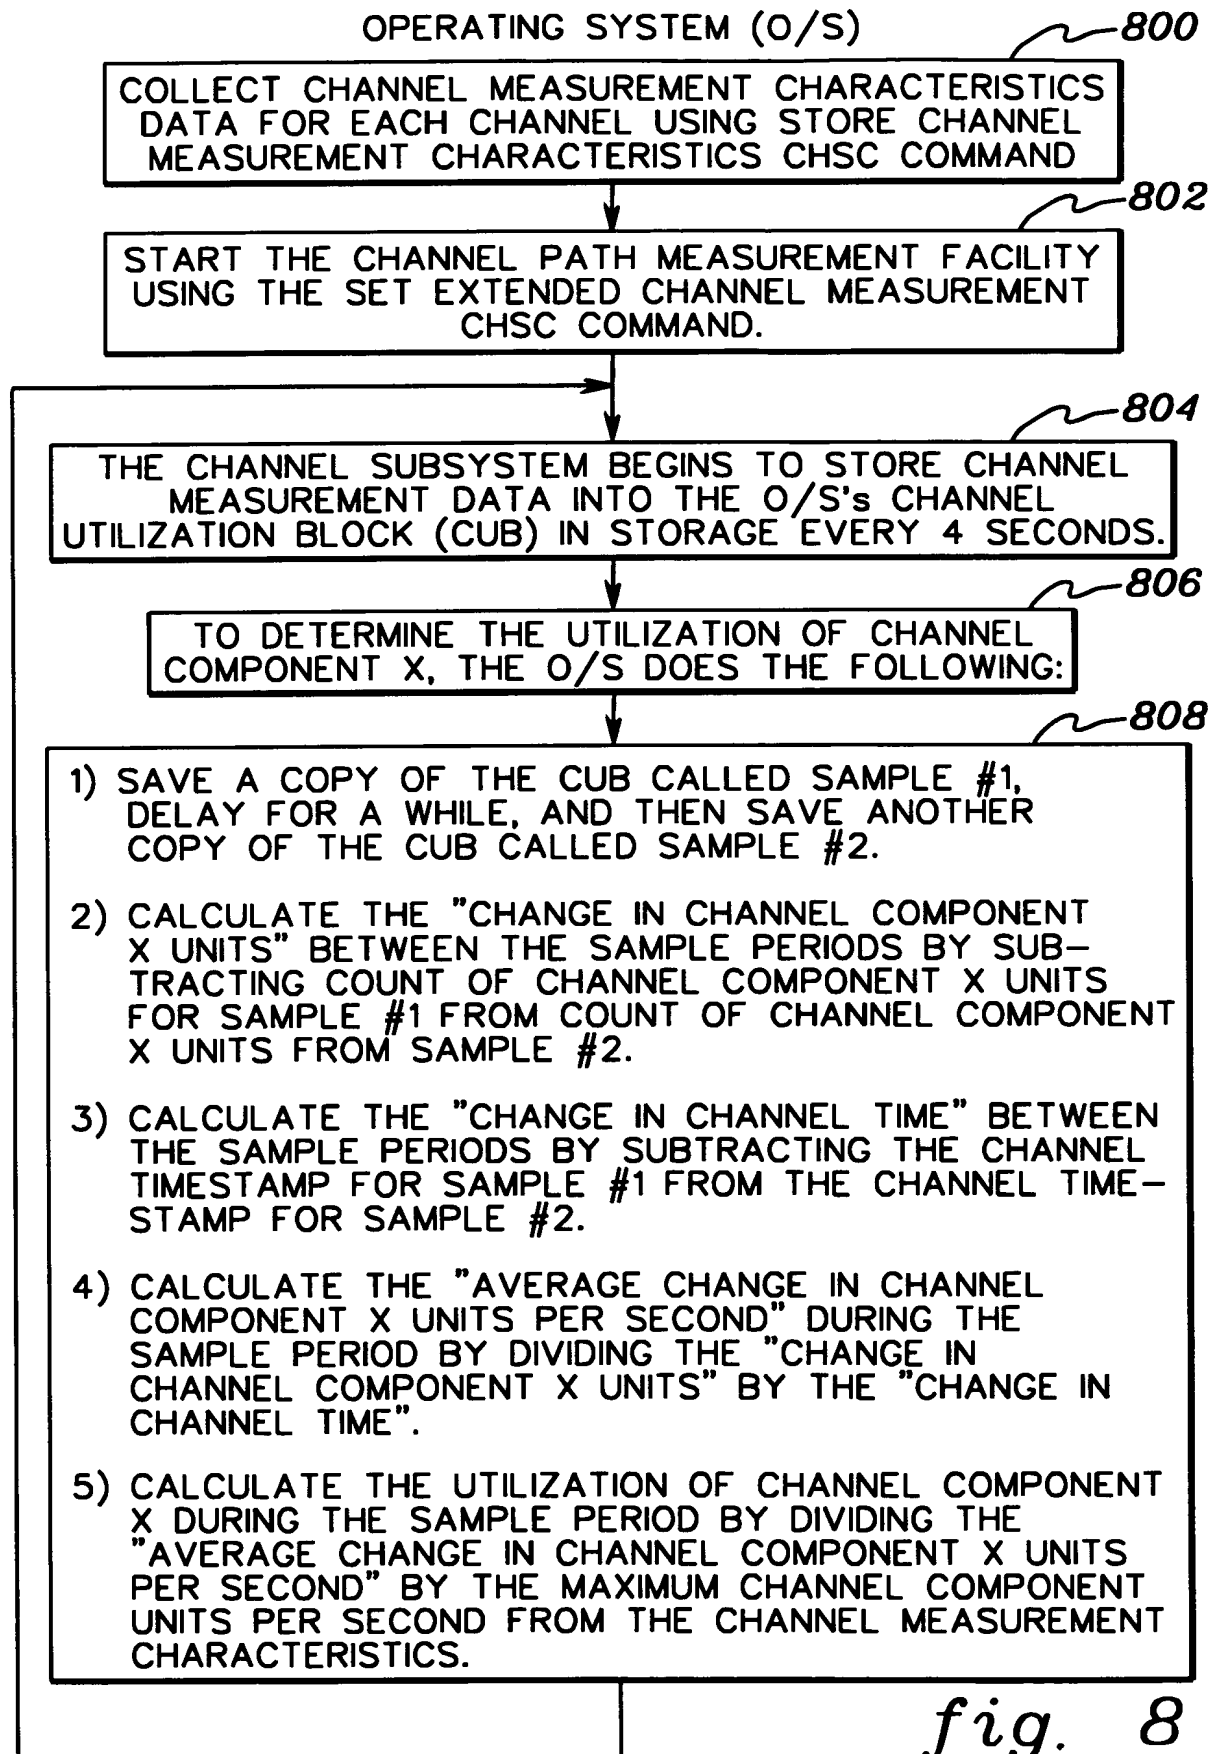 OPERATING SYSTEM (O/S)
800
COLLECT CHANNEL MEASUREMENT CHARACTERISTICS
DATA FOR EACH CHANNEL USING STORE CHANNEL
MEASUREMENT CHARACTERISTICS CHSC COMMAND
802
START THE CHANNEL PATH MEASUREMENT FACILITY
USING THE SET EXTENDED CHANNEL MEASUREMENT
CHSC COMMAND.
804
THE CHANNEL SUBSYSTEM BEGINS TO STORE CHANNEL
MEASUREMENT DATA INTO THE O/S's CHANNEL
UTILIZATION BLOCK (CUB) IN STORAGE EVERY 4 SECONDS.
806
TO DETERMINE THE UTILIZATION OF CHANNEL
COMPONENT X, THE O/S DOES THE FOLLOWING:
808
1) SAVE A COPY OF THE CUB CALLED SAMPLE #1,
DELAY FOR A WHILE, AND THEN SAVE ANOTHER
COPY OF THE CUB CALLED SAMPLE #2.
2) CALCULATE THE "CHANGE IN CHANNEL COMPONENT
X UNITS" BETWEEN THE SAMPLE PERIODS BY SUB-
TRACTING COUNT OF CHANNEL COMPONENT X UNITS
FOR SAMPLE #1 FROM COUNT OF CHANNEL COMPONENT
X UNITS FROM SAMPLE #2.
3) CALCULATE THE "CHANGE IN CHANNEL TIME" BETWEEN
THE SAMPLE PERIODS BY SUBTRACTING THE CHANNEL
TIMESTAMP FOR SAMPLE #1 FROM THE CHANNEL TIME-
STAMP FOR SAMPLE #2.
4) CALCULATE THE "AVERAGE CHANGE IN CHANNEL
COMPONENT X UNITS PER SECOND" DURING THE
SAMPLE PERIOD BY DIVIDING THE "CHANGE IN
CHANNEL COMPONENT X UNITS" BY THE "CHANGE IN
CHANNEL TIME".
5) CALCULATE THE UTILIZATION OF CHANNEL COMPONENT
X DURING THE SAMPLE PERIOD BY DIVIDING THE
"AVERAGE CHANGE IN CHANNEL COMPONENT X UNITS
PER SECOND" BY THE MAXIMUM CHANNEL COMPONENT
UNITS PER SECOND FROM THE CHANNEL MEASUREMENT
CHARACTERISTICS.
fig. 8